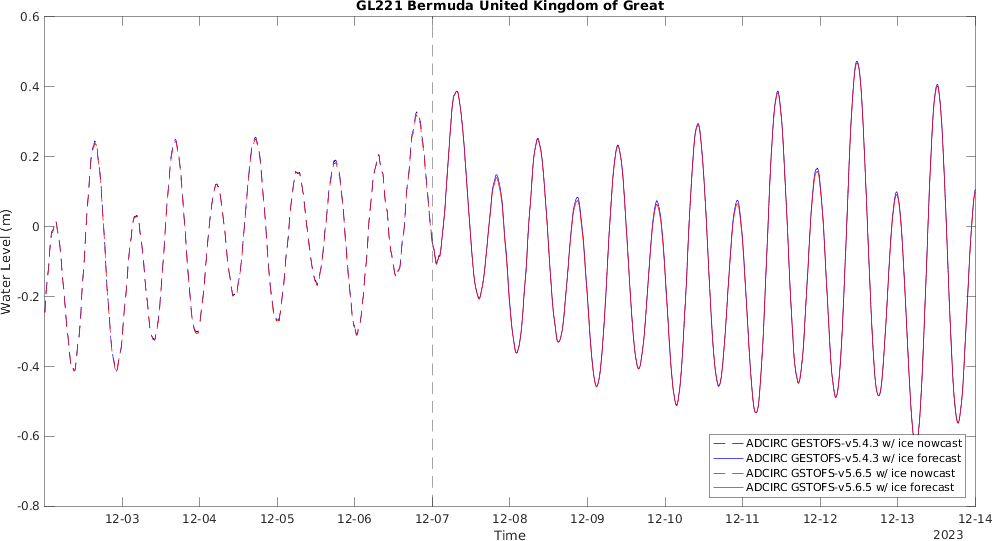 GL221 Bermuda United Kingdom of Great
0.6
0.4
0.2
0
-0.2
-0.4
-0.6
-0.8
Water Level (m)
12-03 12-04 12-05 12-06 12-07 12-08 12-09 12-10 12-11 12-12 12-13 12-14
Time
2023
ADCIRC GESTOFS-v5.4.3 w/ ice nowcast
ADCIRC GESTOFS-v5.4.3 w/ ice forecast
ADCIRC GSTOFS-v5.6.5 w/ ice nowcast
ADCIRC GSTOFS-v5.6.5 w/ ice forecast